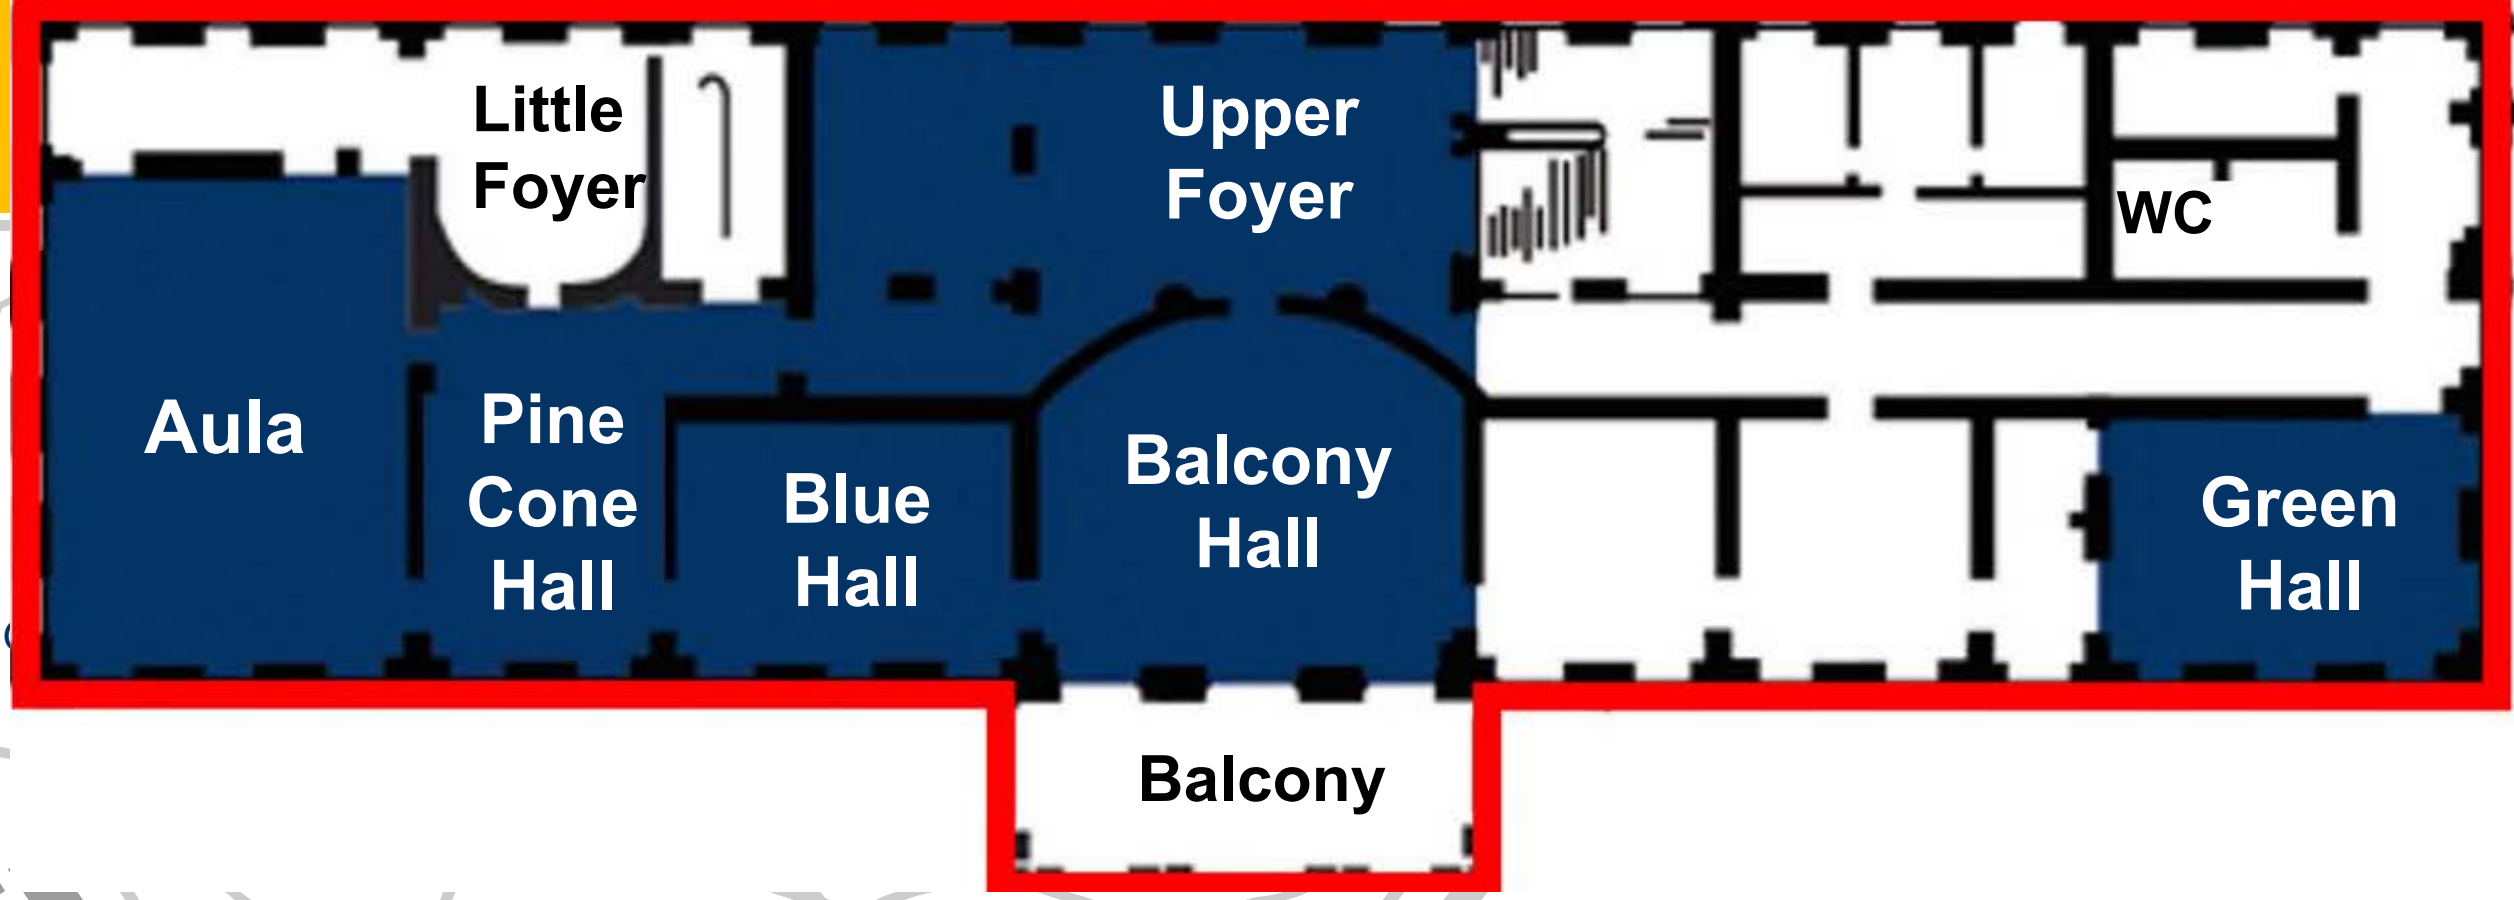 Little
Foyer
Upper
Foyer
WC
Aula
Pine
Cone
Hall
Blue
Hall
Balcony
Hall
Green
Hall
Balcony